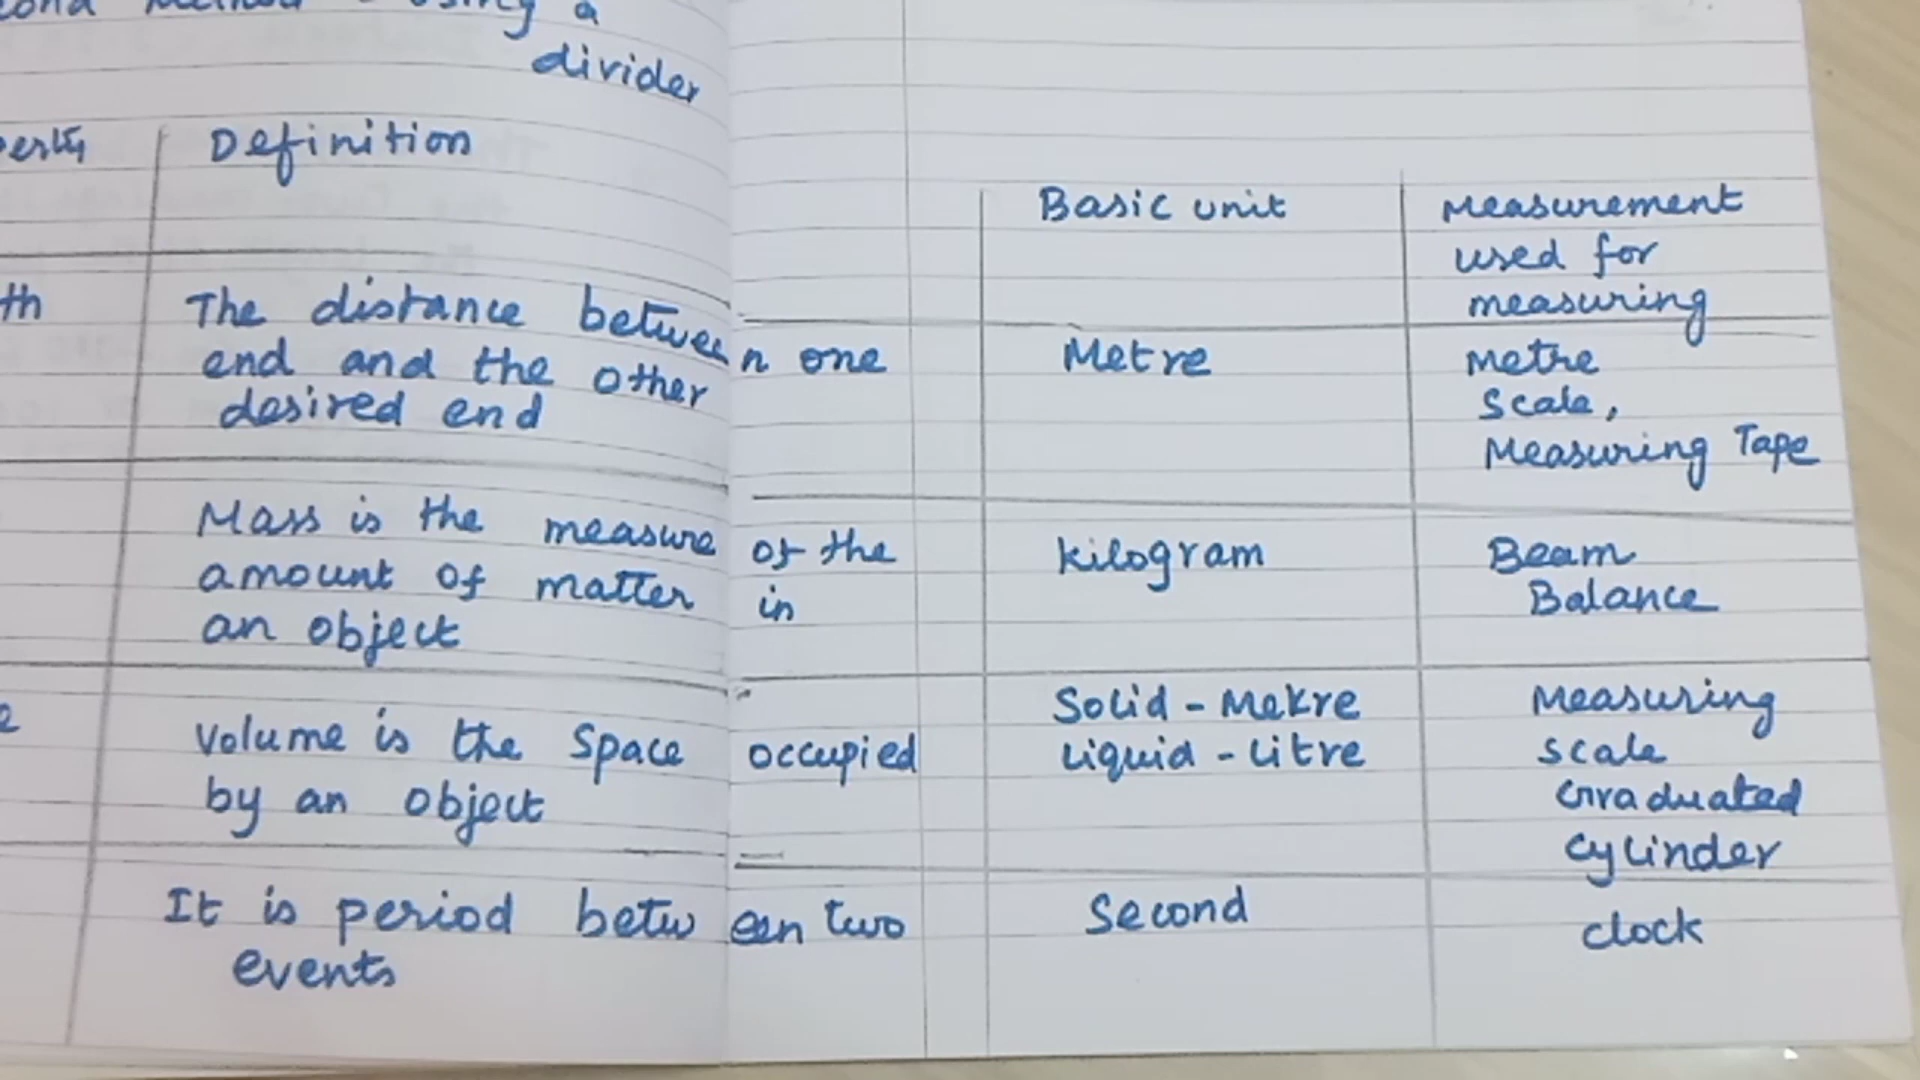 using a
divider
Definition
Basic unit
Measurement
used for
measuring
The distance between one
end and the other
desired end
Metre
Metre
Scale,
Measuring Tape
Mass is the measure of the
amount of matter in
an object
kilogram
Beam
Balance
Volume is the Space occupied
by an object
Solid - Mekre
Liquid - Litre
Measuring
scale
Graduated
cylinder
It is period between two
events
Second
clock